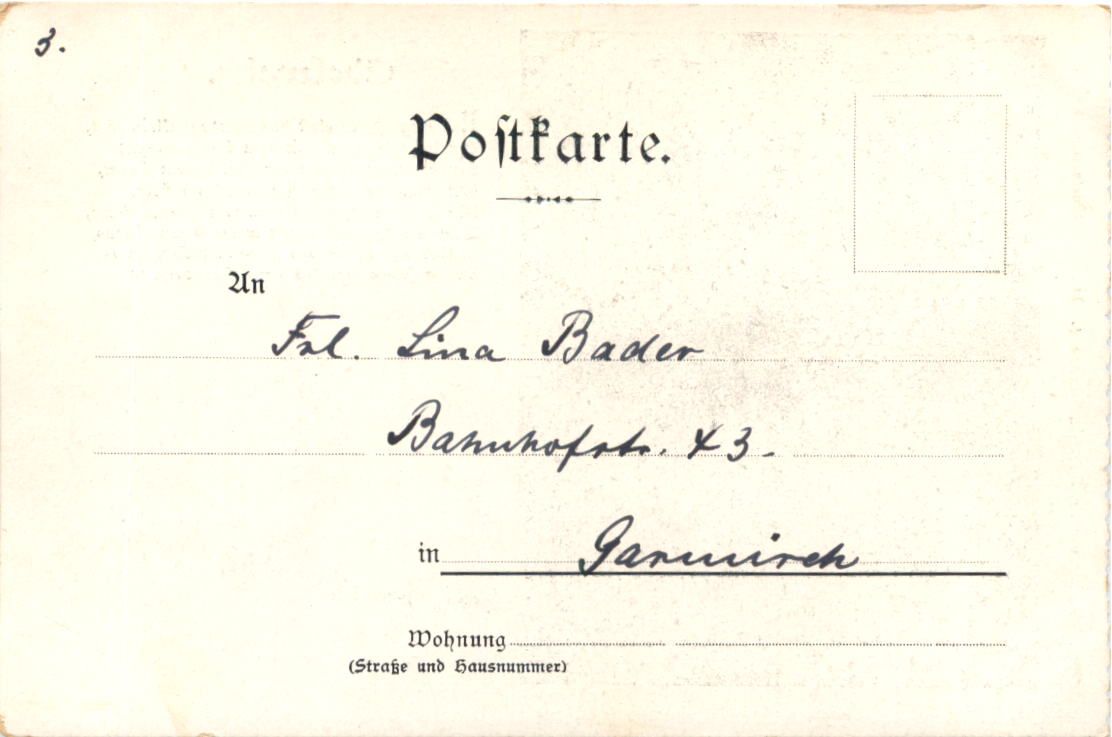 3.
Postkarte.
An
Frl. Lina Bader
Bahnhofstr. 43.
in Garmisch
Wohnung
(Straße und Hausnummer)